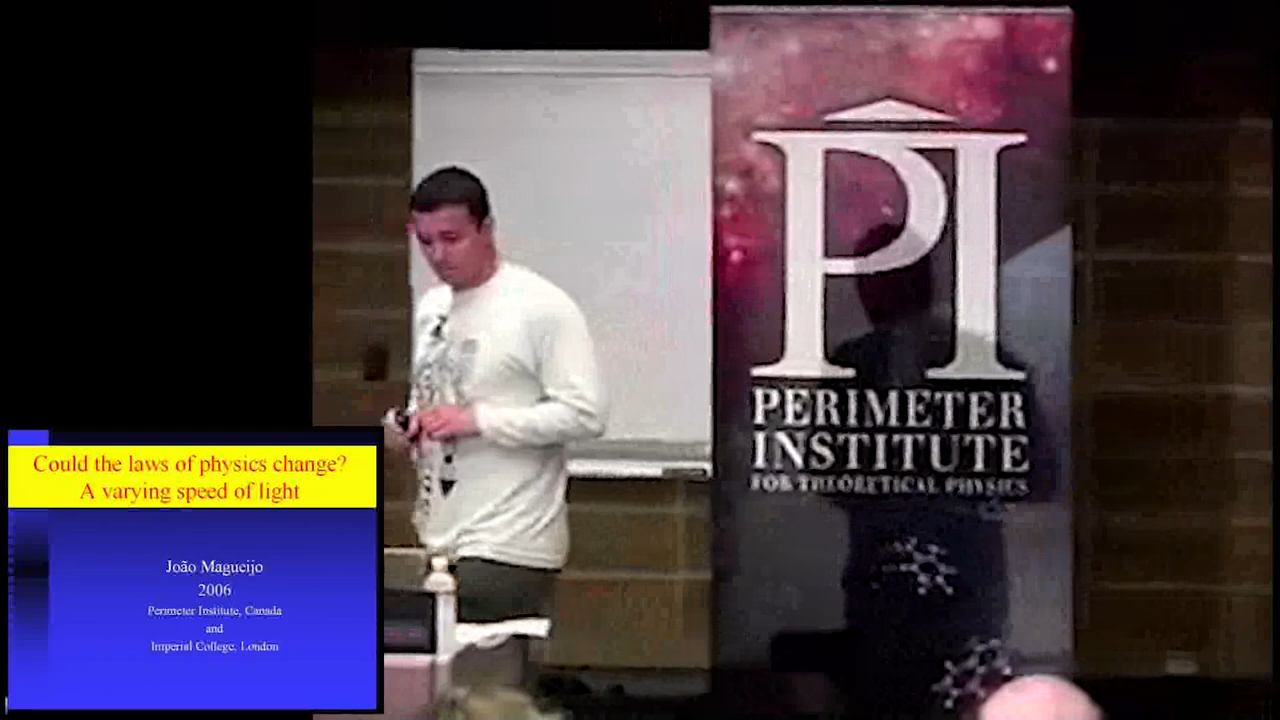 PI
PERIMETER
INSTITUTE
FOR THEORETICAL PHYSICS
Could the laws of physics change?
A varying speed of light
João Magueijo
2006
Perimeter Institute, Canada
and
Imperial College, London